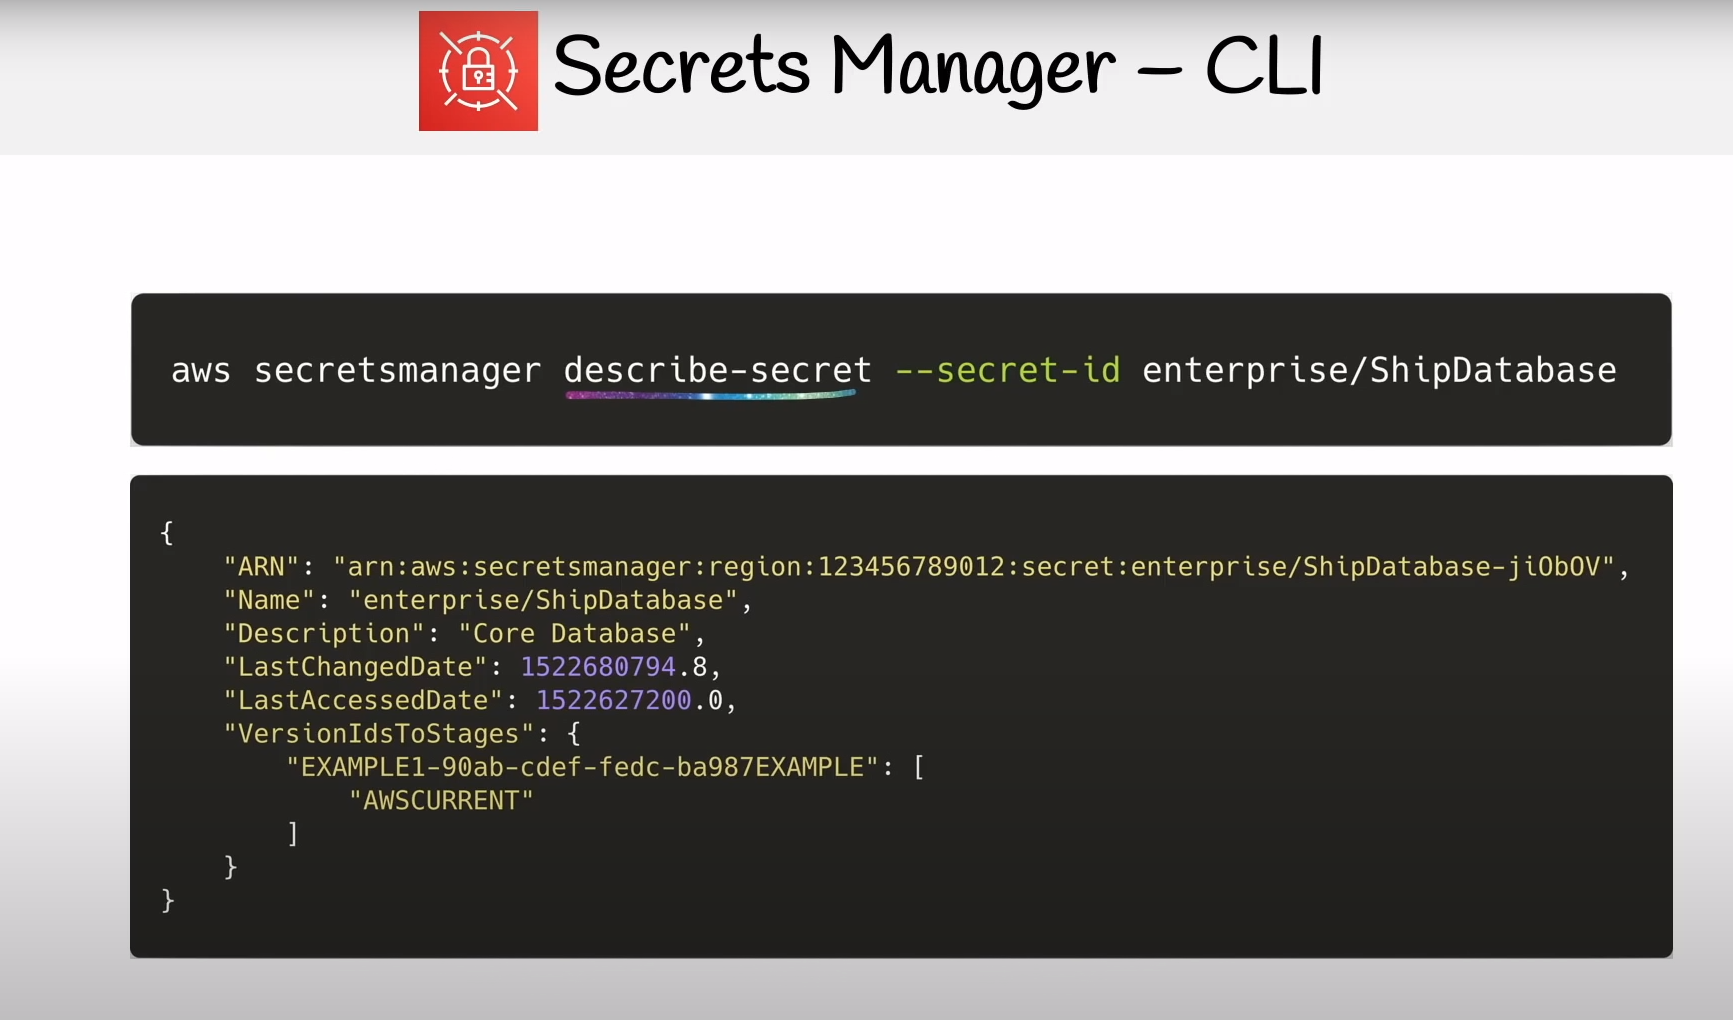 Secrets Manager – CLI
aws secretsmanager describe-secret --secret-id enterprise/ShipDatabase
{
"ARN": "arn:aws:secretsmanager:region:123456789012:secret:enterprise/ShipDatabase-jiObOV",
"Name": "enterprise/ShipDatabase",
"Description": "Core Database",
"LastChangedDate": 1522680794.8,
"LastAccessedDate": 1522627200.0,
"VersionIdsToStages": {
"EXAMPLE1-90ab-cdef-fedc-ba987EXAMPLE": [
"AWSCURRENT"
]
}
}